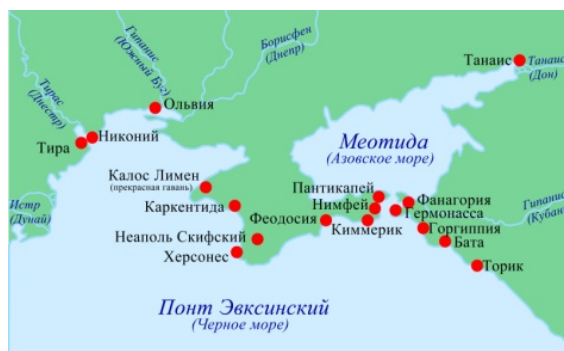 Гипанис
(Южный Буг)
Борисфен
(Днепр)
Танаис
Танаис
(Дон)
Тирас
(Днестр)
Ольвия
Никоний
Тира
Меотида
(Азовское море)
Калос Лимен
(прекрасная гавань)
Пантикапей
Нимфей
Фанагория
Гермонасса
Гипанис
(Кубань)
Истр
(Дунай)
Каркентида
Феодосия
Киммерик
Горгиппия
Бата
Неаполь Скифский
Херсонес
Торик
Понт Эвксинский
(Черное море)